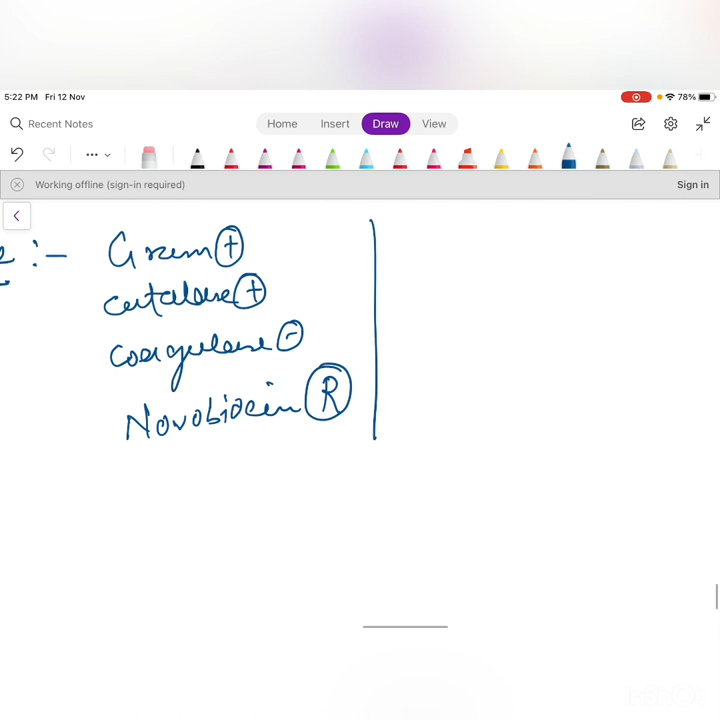 5:22 PM Fri 12 Nov 78%
Recent Notes Home Insert Draw View
Working offline (sign-in required) Sign in
:- Gram +
catalase +
coagulase -
Novobiocin R